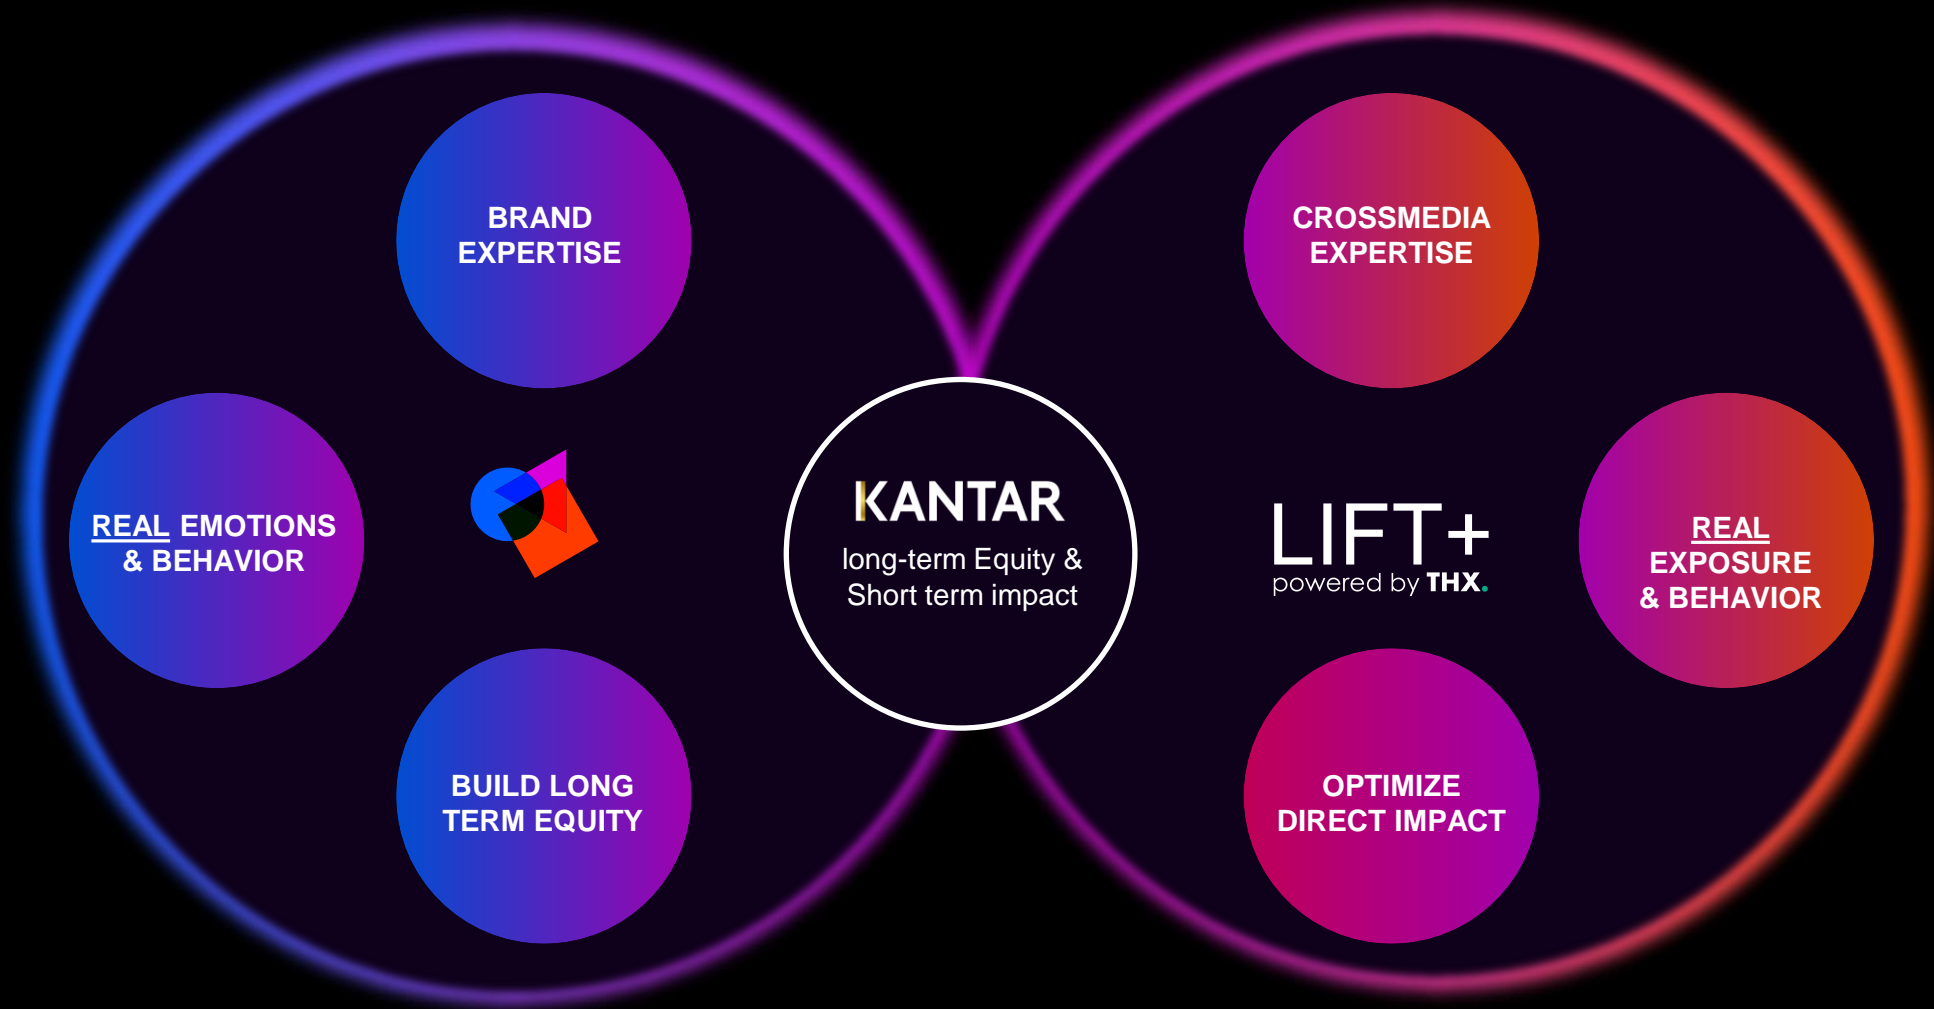 BRAND
EXPERTISE
REAL EMOTIONS
& BEHAVIOR
BUILD LONG
TERM EQUITY
KANTAR
long-term Equity &
Short term impact
CROSSMEDIA
EXPERTISE
LIFT+
powered by THX.
REAL
EXPOSURE
& BEHAVIOR
OPTIMIZE
DIRECT IMPACT